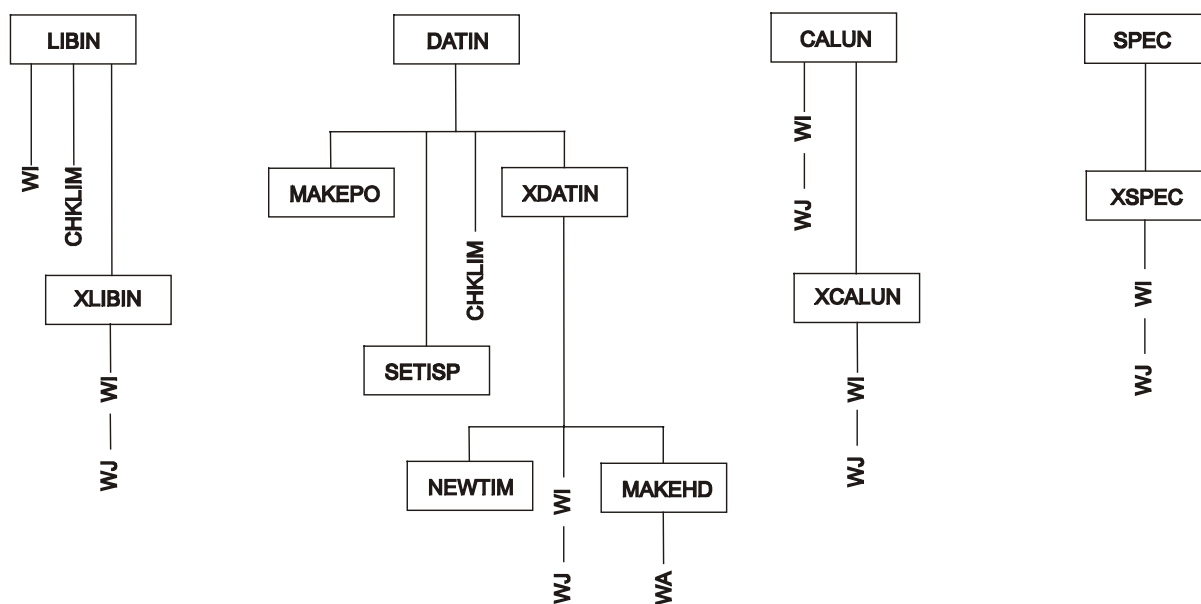 LIBIN
DATIN
CALUN
SPEC
WI
CHKLIM
MAKEPO
XDATIN
WI
WJ
XSPEC
XLIBIN
CHKLIM
XCALUN
WI
WJ
SETISP
WI
WJ
WI
WJ
NEWTIM
WI
MAKEHD
WJ
WA